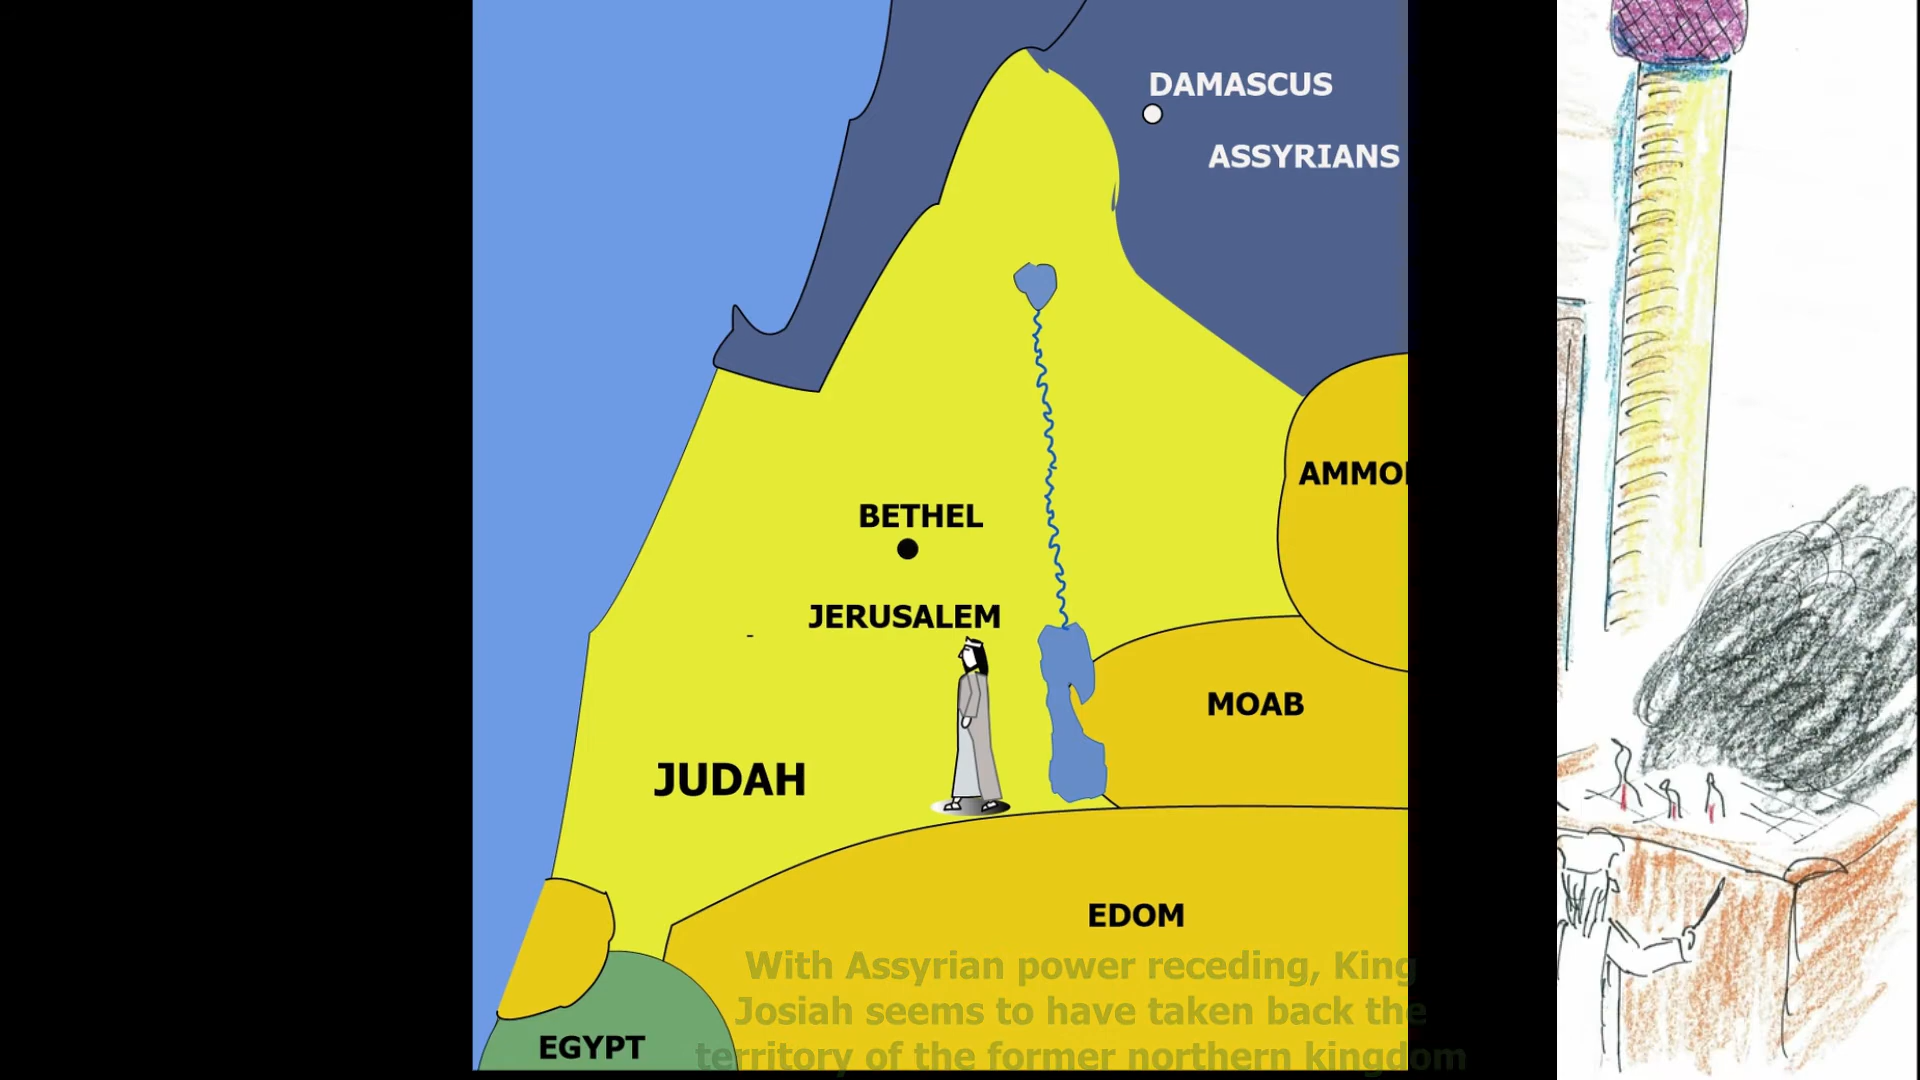 DAMASCUS
ASSYRIANS
AMMO
BETHEL
JERUSALEM
MOAB
JUDAH
EDOM
With Assyrian power receding, King
Josiah seems to have taken back the
territory of the former northern kingdom
EGYPT